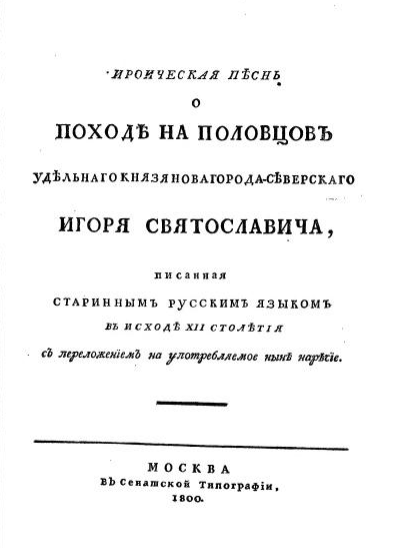 ИРОИЧЕСКАЯ ПѢСНЬ
О
ПОХОДѢ НА ПОЛОВЦОВЪ
УДѢЛЬНАГО КНЯЗЯ НОВАГОРОДА-СѢВЕРСКАГО
ИГОРЯ СВЯТОСЛАВИЧА,
писанная
СТАРИННЫМЪ РУССКИМЪ ЯЗЫКОМЪ
ВЪ ИСХОДѢ XII СТОЛѢТІЯ
съ переложеніемъ на употребляемое нынѣ нарѣчіе.
МОСКВА
Въ Сенатской Типографіи,
1800.